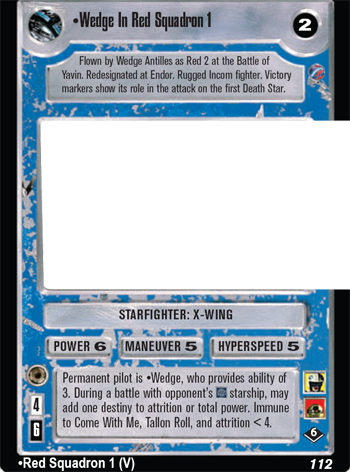 •Wedge In Red Squadron 1
2
Flown by Wedge Antilles as Red 2 at the Battle of
Yavin. Redesignated at Endor. Rugged Incom fighter. Victory
markers show its role in the attack on the first Death Star.
STARFIGHTER: X-WING
POWER 6 MANEUVER 5 HYPERSPEED 5
Permanent pilot is •Wedge, who provides ability of
3. During a battle with opponent's starship, may
add one destiny to attrition or total power. Immune
to Come With Me, Tallon Roll, and attrition < 4.
4
6
6
•Red Squadron 1 (V) 112